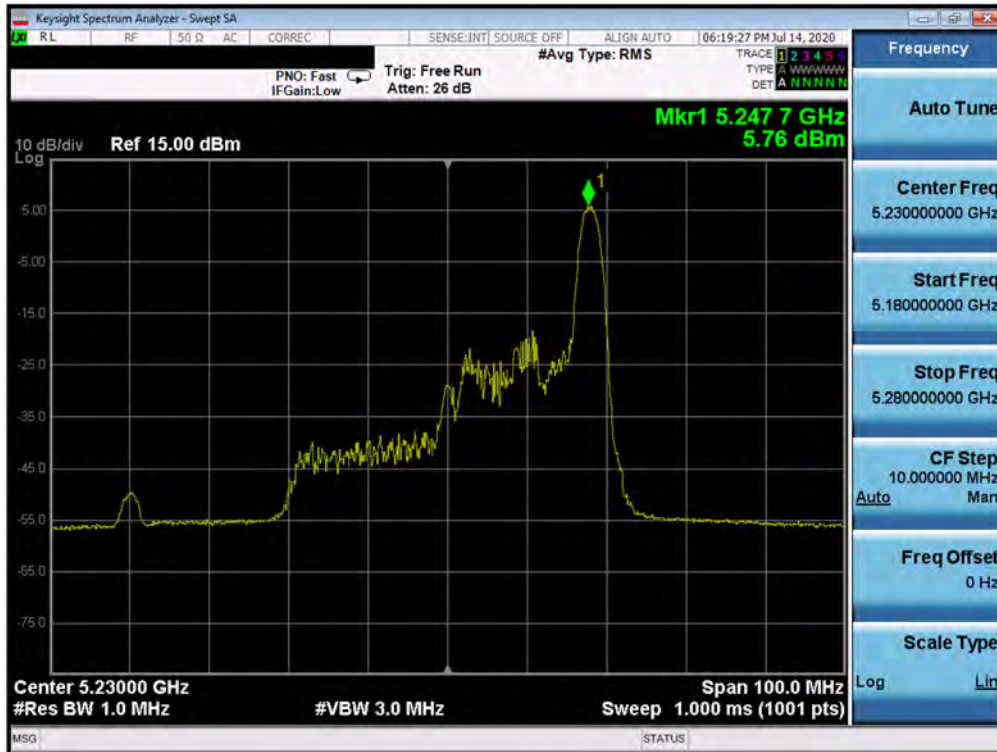 Keysight Spectrum Analyzer - Swept SA
LXI RL RF 50 Ω AC CORREC SENSE:INT SOURCE OFF ALIGN AUTO 06:19:27 PM Jul 14, 2020
#Avg Type: RMS
TRACE 1 2 3 4 5 6
PNO: Fast Trig: Free Run TYPE A WWWWW
IFGain:Low Atten: 26 dB DET A N N N N N
Mkr1 5.247 7 GHz
5.76 dBm
10 dB/div Ref 15.00 dBm
Log
1
5.00
-5.00
-15.0
-25.0
-35.0
-45.0
-55.0
-65.0
-75.0
Center 5.23000 GHz Span 100.0 MHz
#Res BW 1.0 MHz #VBW 3.0 MHz Sweep 1.000 ms (1001 pts)
MSG STATUS
Frequency
Auto Tune
Center Freq
5.230000000 GHz
Start Freq
5.180000000 GHz
Stop Freq
5.280000000 GHz
CF Step
10.000000 MHz
Auto Man
Freq Offset
0 Hz
Scale Type
Log Lin